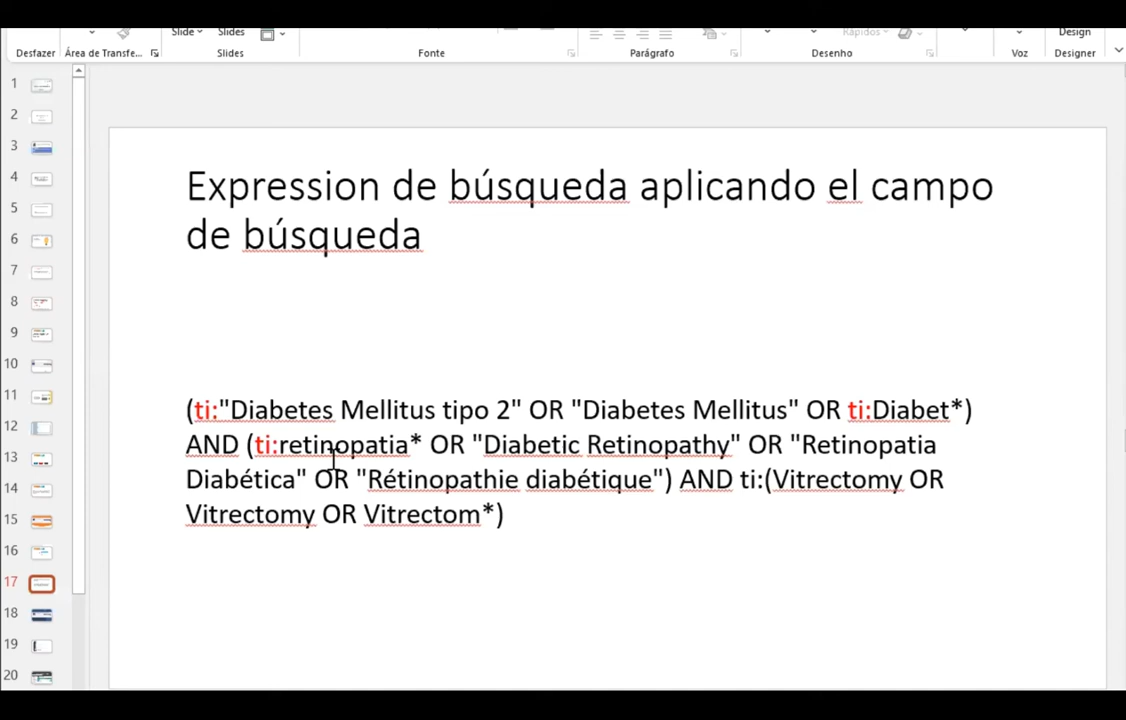 Slide
Slides
Rápidos
Design
Desfazer
Área de Transfe...
Slides
Fonte
Parágrafo
Desenho
Voz
Designer
1
2
3
4
5
6
7
8
9
10
11
12
13
14
15
16
17
18
19
20
Expression de búsqueda aplicando el campo
de búsqueda
(ti:"Diabetes Mellitus tipo 2" OR "Diabetes Mellitus" OR ti:Diabet*)
AND (ti:retinopatia* OR "Diabetic Retinopathy" OR "Retinopatia
Diabética" OR "Rétinopathie diabétique") AND ti:(Vitrectomy OR
Vitrectomy OR Vitrectom*)